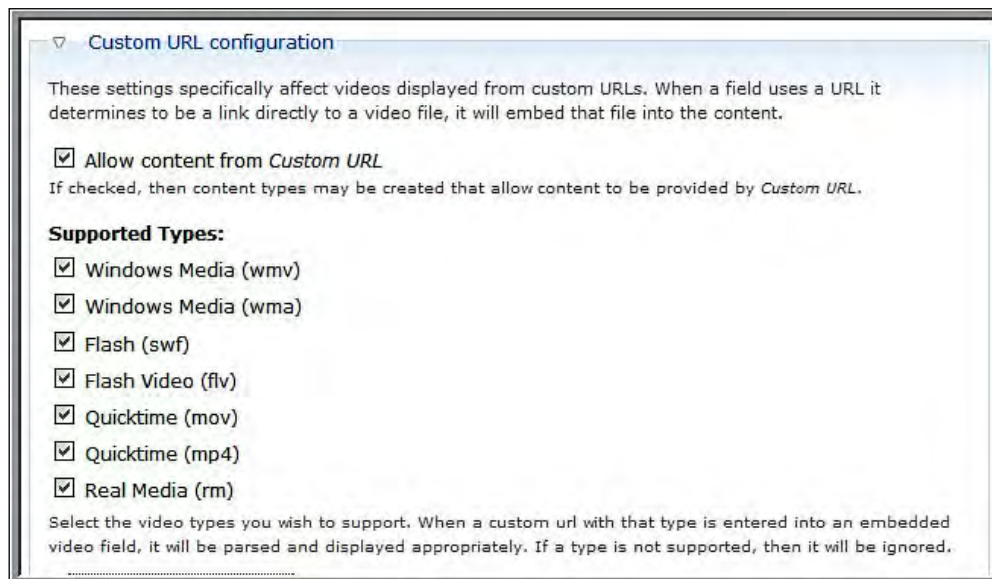 Custom URL configuration
These settings specifically affect videos displayed from custom URLs. When a field uses a URL it
determines to be a link directly to a video file, it will embed that file into the content.
Allow content from Custom URL
If checked, then content types may be created that allow content to be provided by Custom URL.
Supported Types:
Windows Media (wmv)
Windows Media (wma)
Flash (swf)
Flash Video (flv)
Quicktime (mov)
Quicktime (mp4)
Real Media (rm)
Select the video types you wish to support. When a custom url with that type is entered into an embedded
video field, it will be parsed and displayed appropriately. If a type is not supported, then it will be ignored.